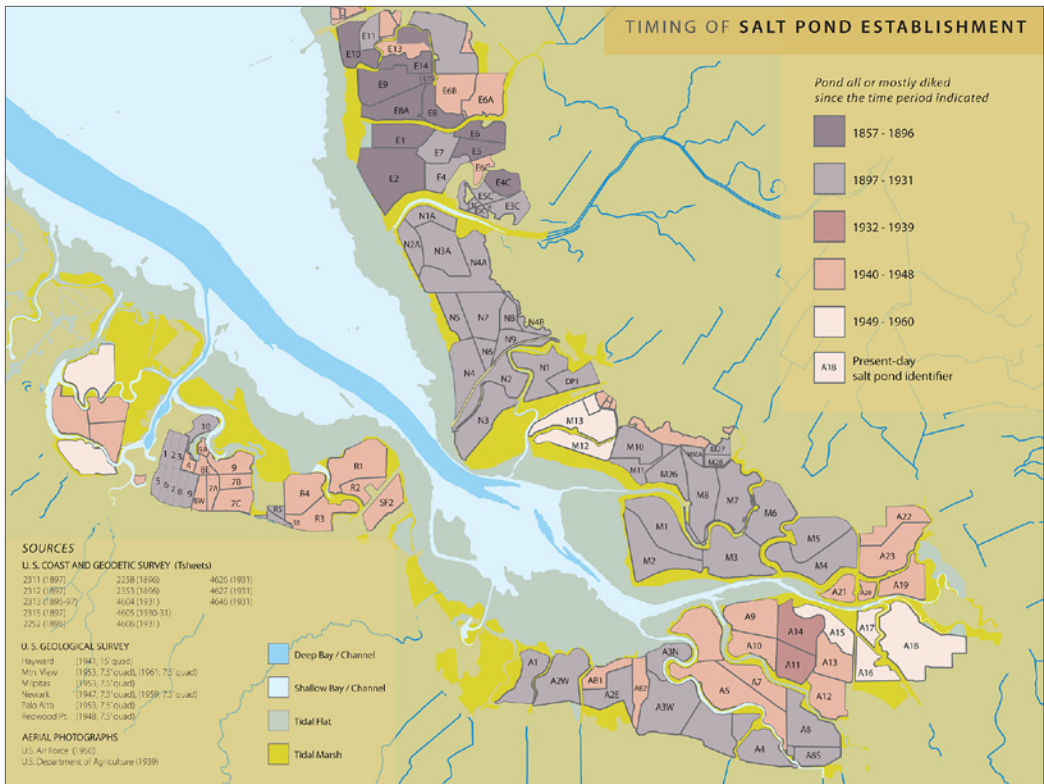 TIMING OF SALT POND ESTABLISHMENT
Pond all or mostly diked
since the time period indicated
1857 - 1896
1897 - 1931
1932 - 1939
1940 - 1948
1949 - 1960
A18
Present-day
salt pond identifier
E11
E10
E13
E14
E9
E6B
E6A
E8A
E8
E1
E6
E7
E5
E6C
E2
E4
E4C
E5C
E3C
N1A
N2A
N3A
N4A
N5
N7
N8
N4B
N9
N6
N4
N2
N1
DP1
N3
M13
M12
M10
M11
M27
M28
M26
M8
M7
M6
M1
M2
M3
M5
M4
A22
A23
A21
A20
A19
A9
A14
A15
A17
A18
A10
A11
A13
A16
A12
A3N
A5
A7
A8
A8S
A1
A2W
AB1
A2E
AB2
A3W
A4
10
1 2 3
4
8E
9
5 6 7 8 9
7A
7B
7C
R1
R2
R4
R3
R5
S5
SF2
SOURCES
U.S. COAST AND GEODETIC SURVEY (Tsheets)
2311 (1897) 2258 (1896) 4626 (1931)
2312 (1897) 2353 (1896) 4627 (1931)
2313 (1896-97) 4604 (1931) 4646 (1931)
2315 (1897) 4605 (1930-31)
2252 (1896) 4606 (1931)
U.S. GEOLOGICAL SURVEY
Hayward (1941, 15' quad)
Mtn. View (1953, 7.5' quad), (1961; 7.5' quad)
Milpitas (1953, 7.5' quad)
Newark (1947, 7.5' quad), (1959; 7.5' quad)
Palo Alto (1953, 7.5' quad)
Redwood Pt. (1948, 7.5' quad)
AERIAL PHOTOGRAPHS
U.S. Air Force (1960)
U.S. Department of Agriculture (1939)
Deep Bay / Channel
Shallow Bay / Channel
Tidal Flat
Tidal Marsh